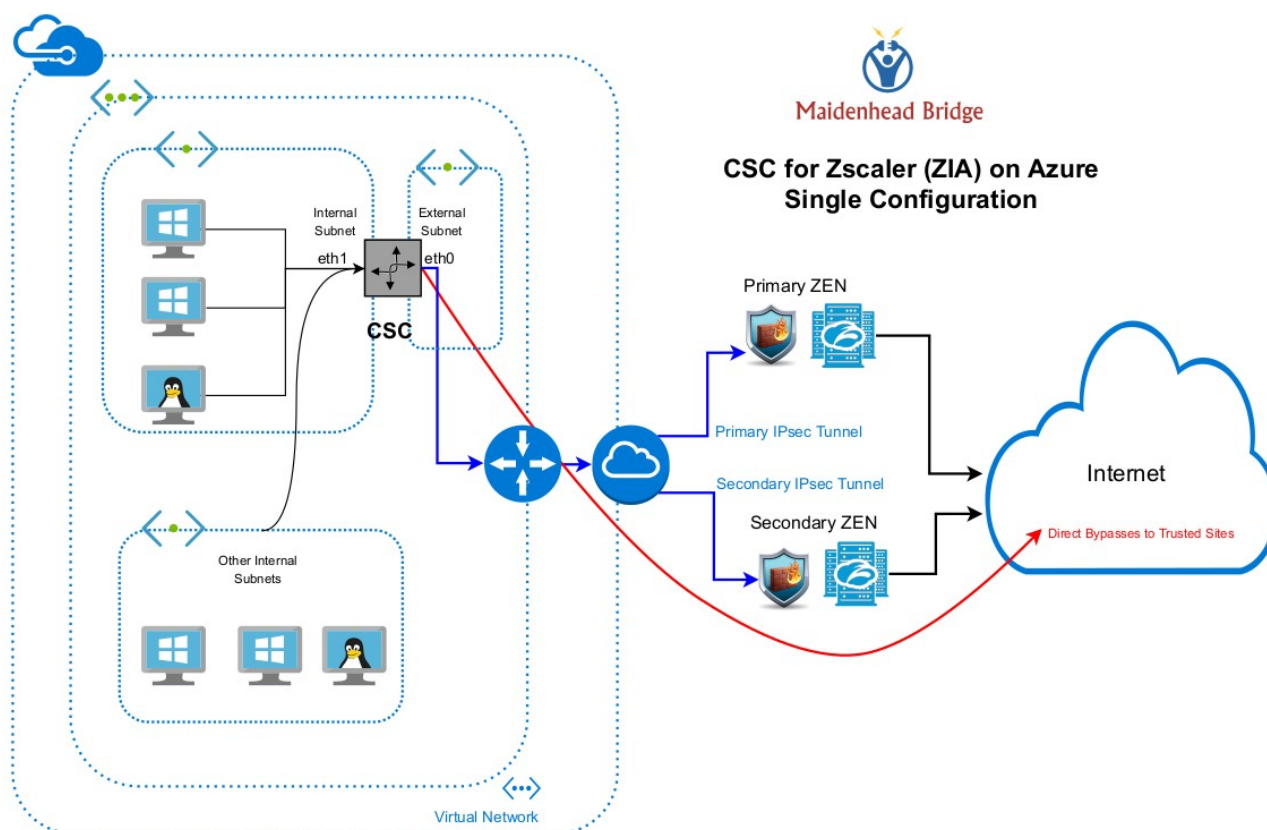 Maidenhead Bridge
CSC for Zscaler (ZIA) on Azure
Single Configuration
Internal
Subnet
External
Subnet
eth1
eth0
CSC
Primary ZEN
Primary IPsec Tunnel
Internet
Secondary IPsec Tunnel
Secondary ZEN
Direct Bypasses to Trusted Sites
Other Internal
Subnets
Virtual Network